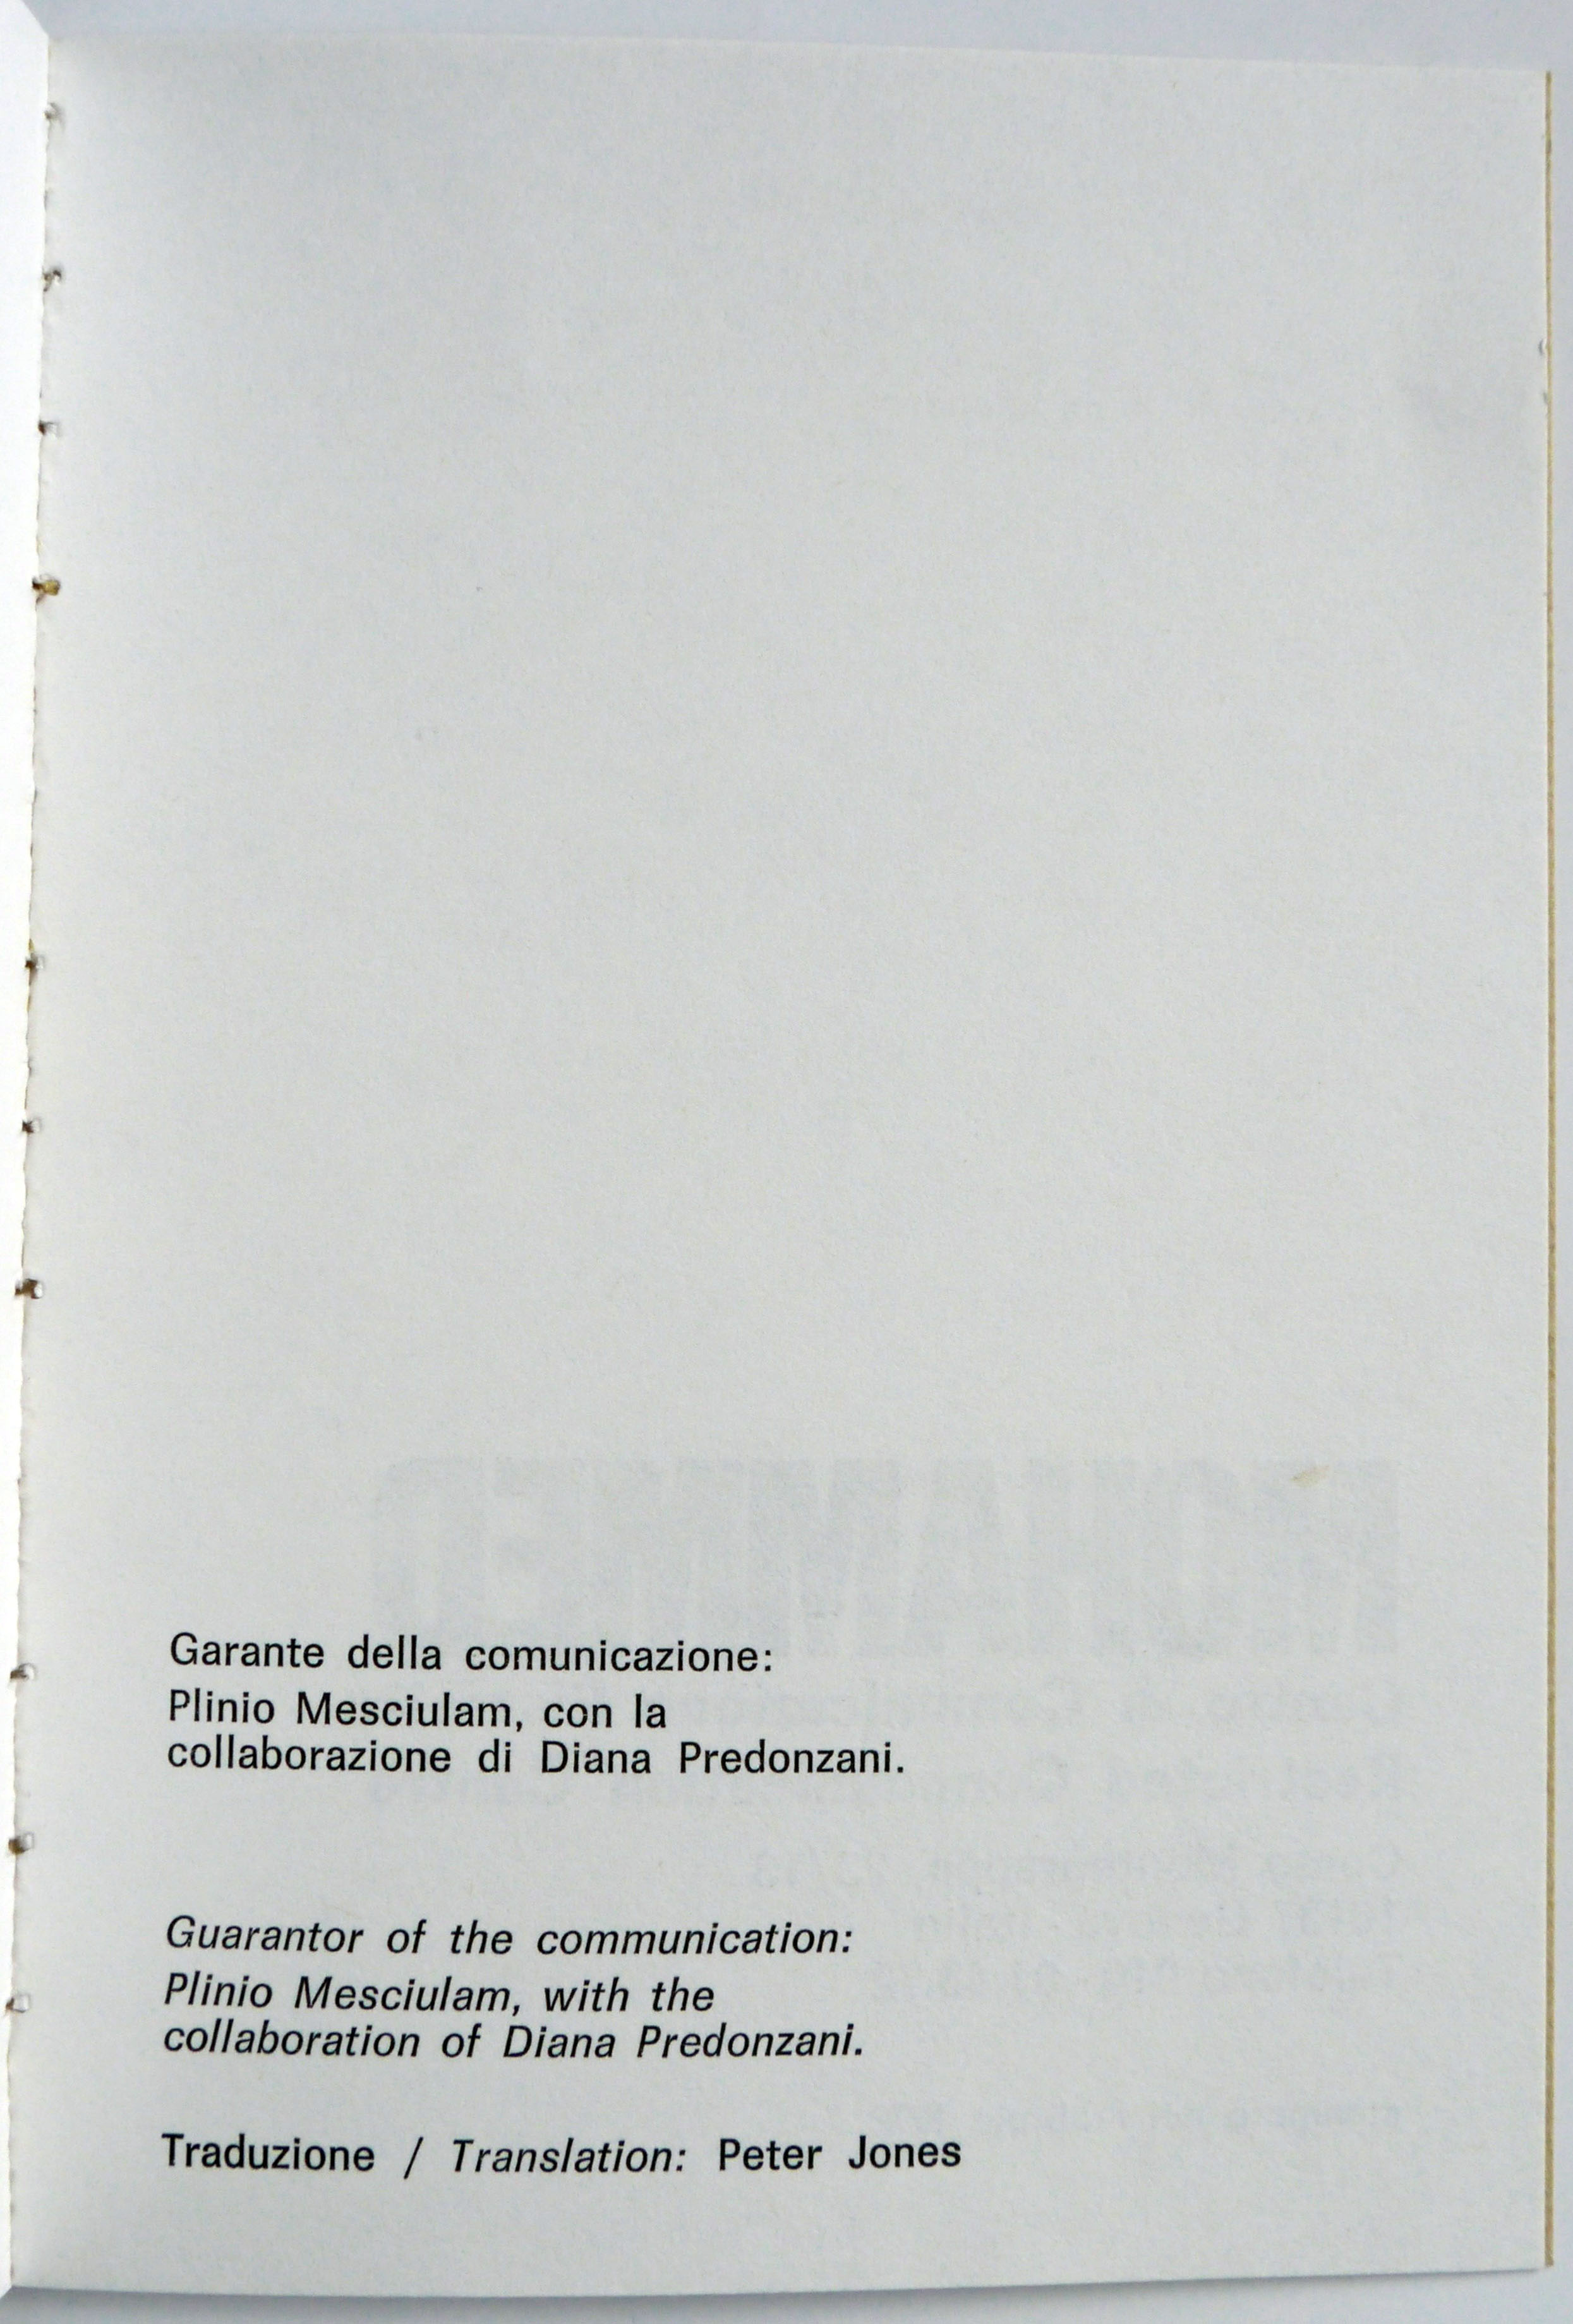 Garante della comunicazione:
Plinio Mesciulam, con la
collaborazione di Diana Predonzani.
Guarantor of the communication:
Plinio Mesciulam, with the
collaboration of Diana Predonzani.
Traduzione / Translation: Peter Jones